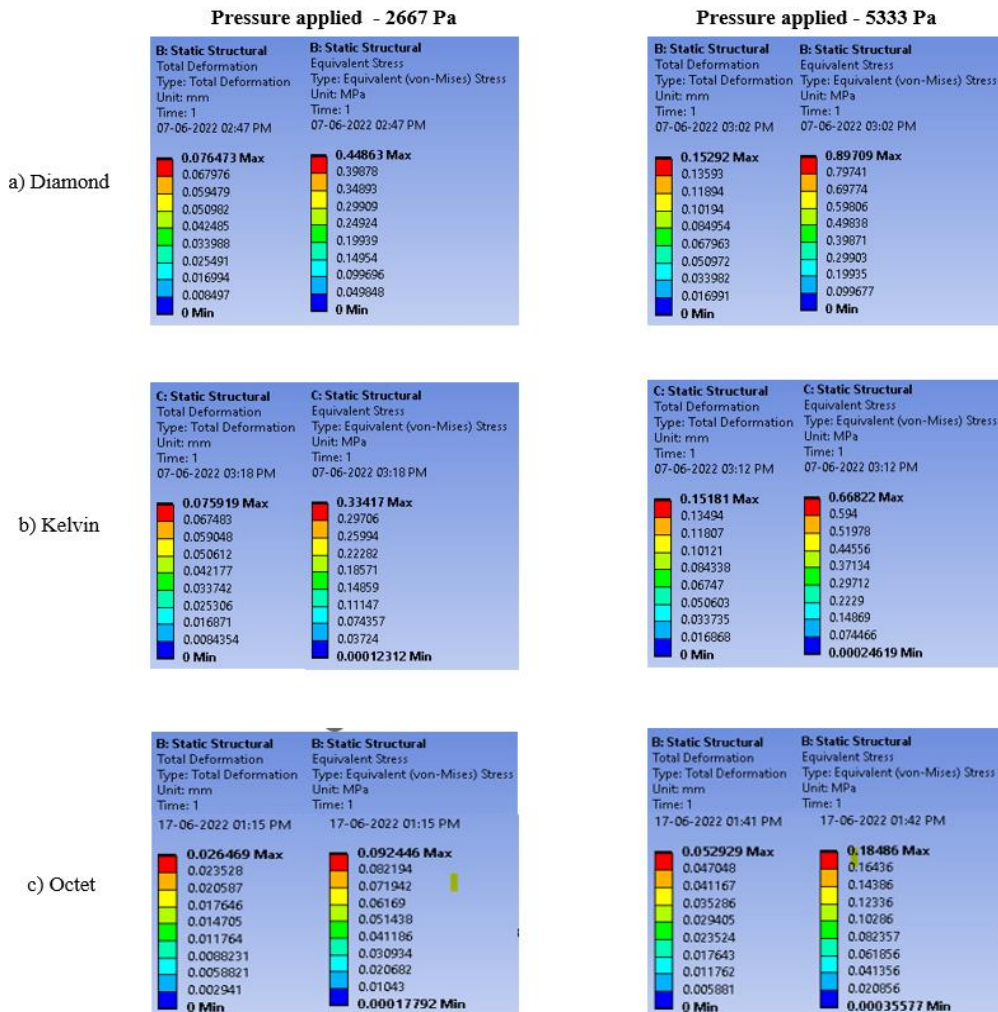 Pressure applied - 2667 Pa
Pressure applied - 5333 Pa
a) Diamond
B: Static Structural
Total Deformation
Type: Total Deformation
Unit: mm
Time: 1
07-06-2022 02:47 PM
0.076473 Max
0.067976
0.059479
0.050982
0.042485
0.033988
0.025491
0.016994
0.008497
0 Min
B: Static Structural
Equivalent Stress
Type: Equivalent (von-Mises) Stress
Unit: MPa
Time: 1
07-06-2022 02:47 PM
0.44863 Max
0.39878
0.34893
0.29909
0.24924
0.19939
0.14954
0.099696
0.049848
0 Min
B: Static Structural
Total Deformation
Type: Total Deformation
Unit: mm
Time: 1
07-06-2022 03:02 PM
0.15292 Max
0.13593
0.11894
0.10194
0.084954
0.067963
0.050972
0.033982
0.016991
0 Min
B: Static Structural
Equivalent Stress
Type: Equivalent (von-Mises) Stress
Unit: MPa
Time: 1
07-06-2022 03:02 PM
0.89709 Max
0.79741
0.69774
0.59806
0.49838
0.39871
0.29903
0.19935
0.099677
0 Min
b) Kelvin
C: Static Structural
Total Deformation
Type: Total Deformation
Unit: mm
Time: 1
07-06-2022 03:18 PM
0.075919 Max
0.067483
0.059048
0.050612
0.042177
0.033742
0.025306
0.016871
0.0084354
0 Min
C: Static Structural
Equivalent Stress
Type: Equivalent (von-Mises) Stress
Unit: MPa
Time: 1
07-06-2022 03:18 PM
0.33417 Max
0.29706
0.25994
0.22282
0.18571
0.14859
0.11147
0.074357
0.03724
0.00012312 Min
C: Static Structural
Total Deformation
Type: Total Deformation
Unit: mm
Time: 1
07-06-2022 03:12 PM
0.15181 Max
0.13494
0.11807
0.10121
0.084338
0.06747
0.050603
0.033735
0.016868
0 Min
C: Static Structural
Equivalent Stress
Type: Equivalent (von-Mises) Stress
Unit: MPa
Time: 1
07-06-2022 03:12 PM
0.66822 Max
0.594
0.51978
0.44556
0.37134
0.29712
0.2229
0.14869
0.074466
0.00024619 Min
c) Octet
B: Static Structural
Total Deformation
Type: Total Deformation
Unit: mm
Time: 1
17-06-2022 01:15 PM
0.026469 Max
0.023528
0.020587
0.017646
0.014705
0.011764
0.0088231
0.0058821
0.002941
0 Min
B: Static Structural
Equivalent Stress
Type: Equivalent (von-Mises) Stress
Unit: MPa
Time: 1
17-06-2022 01:15 PM
0.092446 Max
0.082194
0.071942
0.06169
0.051438
0.041186
0.030934
0.020682
0.01043
0.00017792 Min
B: Static Structural
Total Deformation
Type: Total Deformation
Unit: mm
Time: 1
17-06-2022 01:41 PM
0.052929 Max
0.047048
0.041167
0.035286
0.029405
0.023524
0.017643
0.011762
0.005881
0 Min
B: Static Structural
Equivalent Stress
Type: Equivalent (von-Mises) Stress
Unit: MPa
Time: 1
17-06-2022 01:42 PM
0.18486 Max
0.16436
0.14386
0.12336
0.10286
0.082357
0.061856
0.041356
0.020856
0.00035577 Min